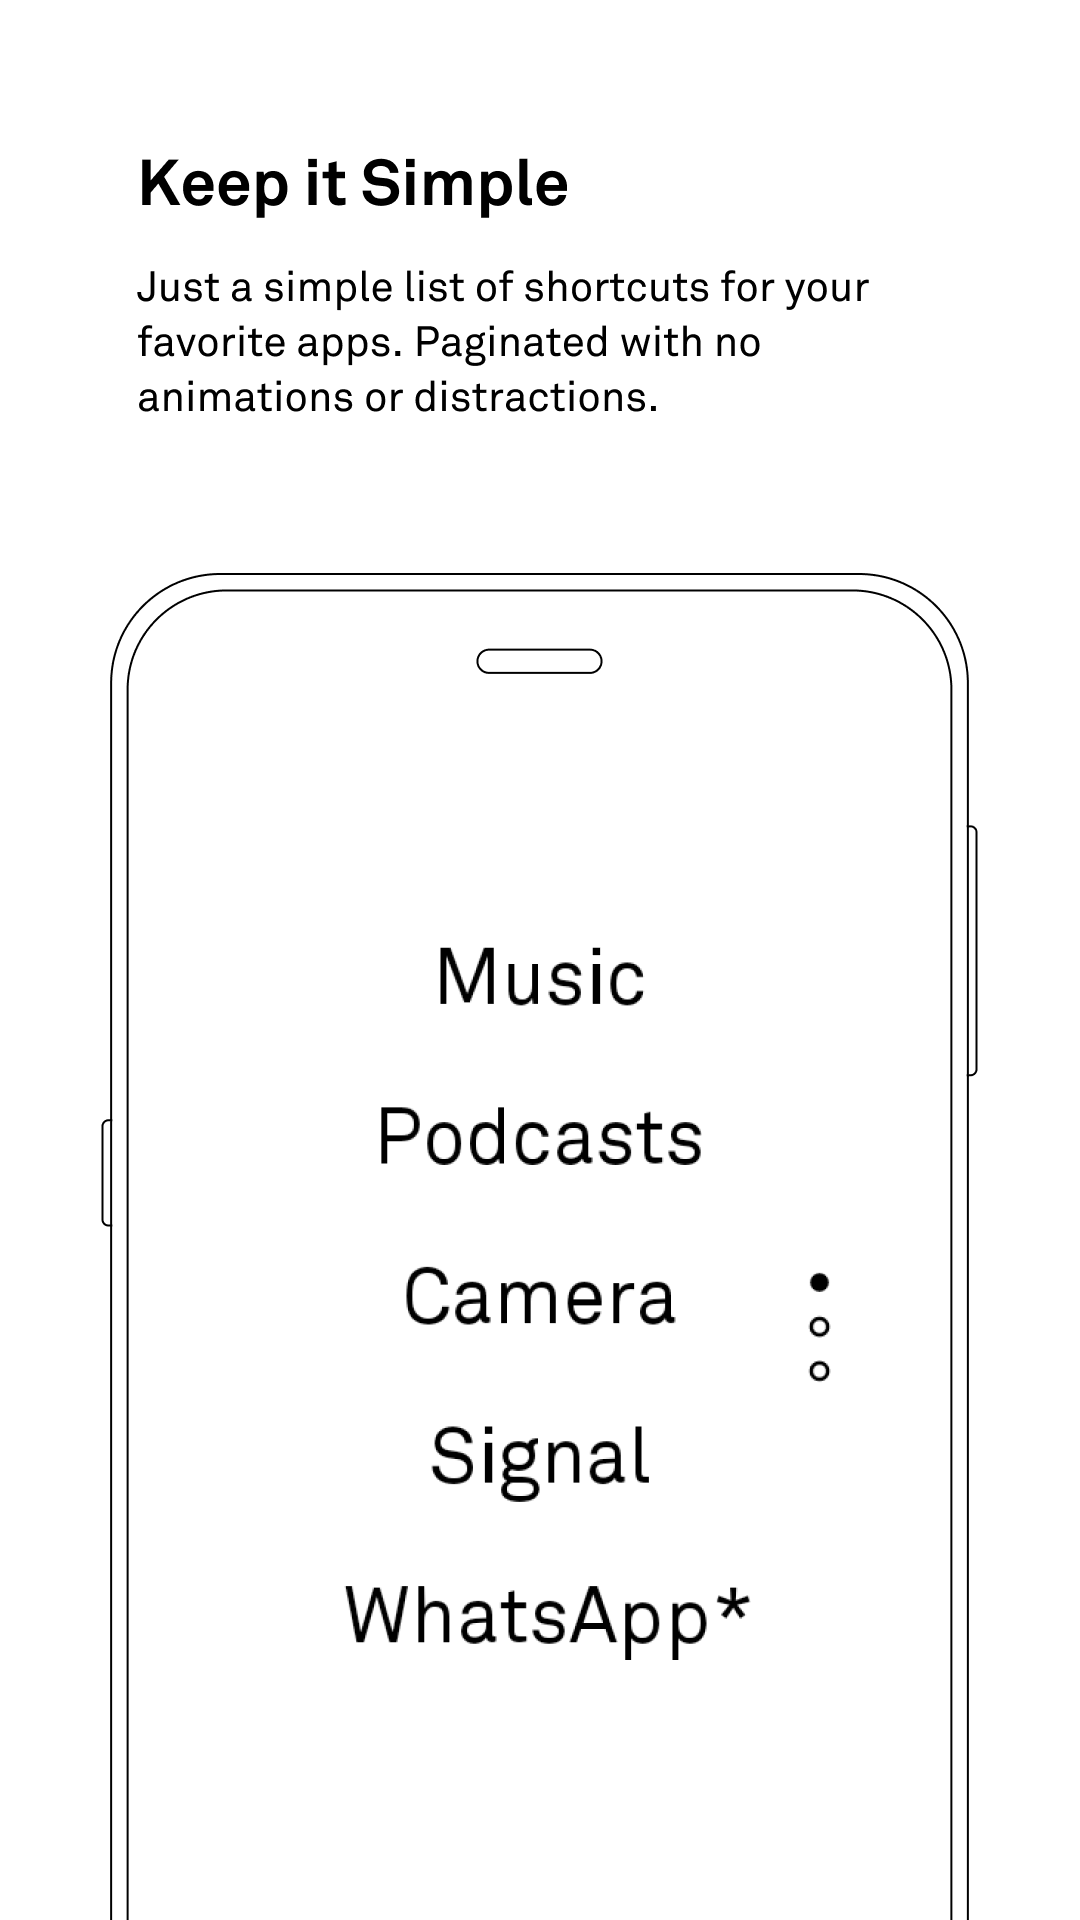 Keep it Simple
Just a simple list of shortcuts for your
favorite apps. Paginated with no
animations or distractions.
Music
Podcasts
Camera
Signal
WhatsApp*